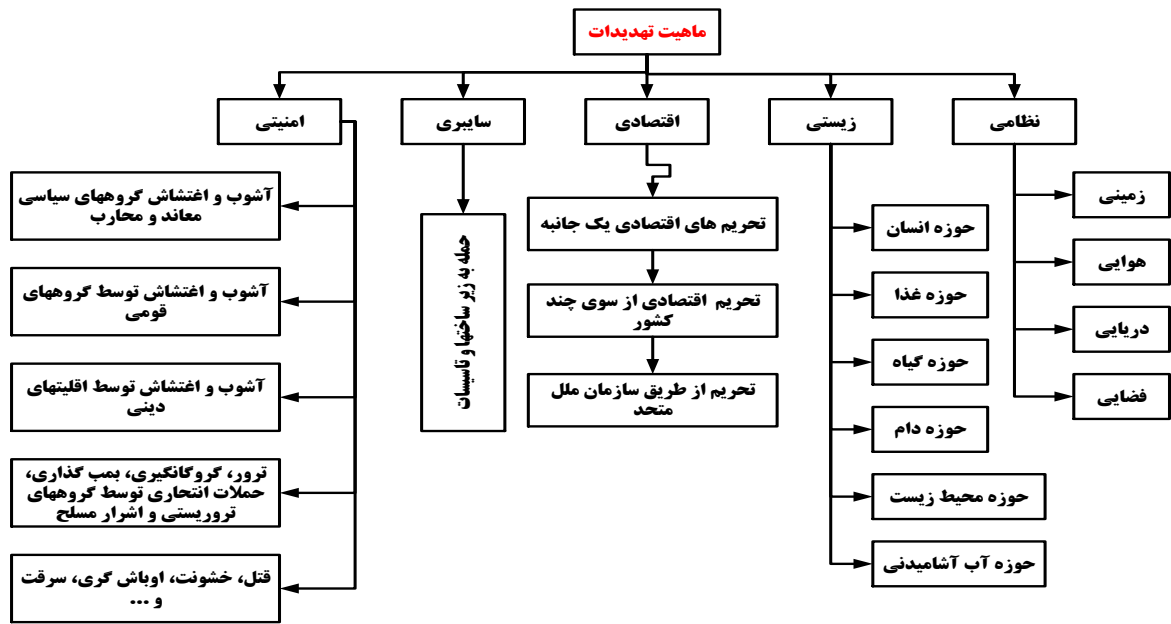 ماهیت تهدیدات
نظامی
زیستی
اقتصادی
سایبری
امنیتی
زمینی
هوایی
دریایی
فضایی
حوزه انسان
حوزه غذا
حوزه گیاه
حوزه دام
حوزه محیط زیست
حوزه آب آشامیدنی
تحریم های اقتصادی یک جانبه
تحریم اقتصادی از سوی چند
کشور
تحریم از طریق سازمان ملل
متحد
حمله به زیر ساختها و تاسیسات
آشوب و اغتشاش گروههای سیاسی
معاند و محارب
آشوب و اغتشاش توسط گروههای
قومی
آشوب و اغتشاش توسط اقلیتهای
دینی
ترور، گروگانگیری، بمب گذاری،
حملات انتحاری توسط گروههای
تروریستی و اشرار مسلح
قتل، خشونت، اوباش گری، سرقت
و ...